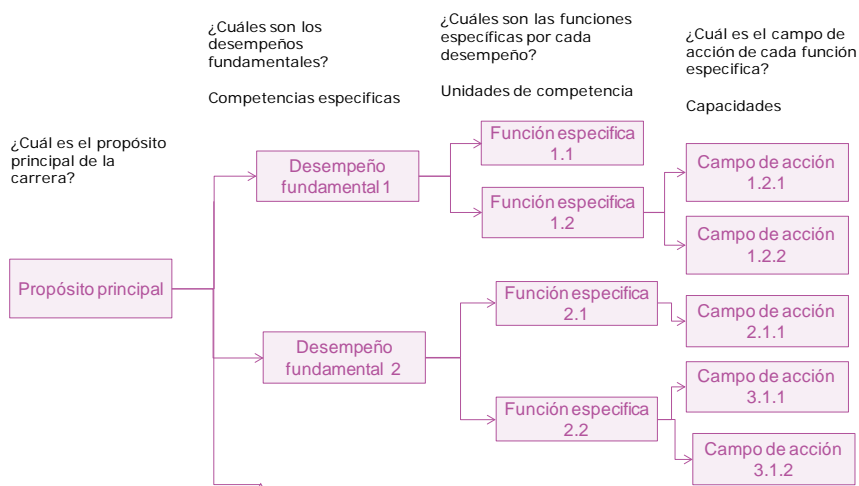 ¿Cuáles son los
desempeños
fundamentales?
Competencias especificas
¿Cuáles son las funciones
específicas por cada
desempeño?
Unidades de competencia
¿Cuál es el campo de
acción de cada función
especifica?
Capacidades
¿Cuál es el propósito
principal de la
carrera?
Propósito principal
Desempeño
fundamental 1
Función especifica
1.1
Función especifica
1.2
Campo de acción
1.2.1
Campo de acción
1.2.2
Desempeño
fundamental 2
Función especifica
2.1
Campo de acción
2.1.1
Función especifica
2.2
Campo de acción
3.1.1
Campo de acción
3.1.2